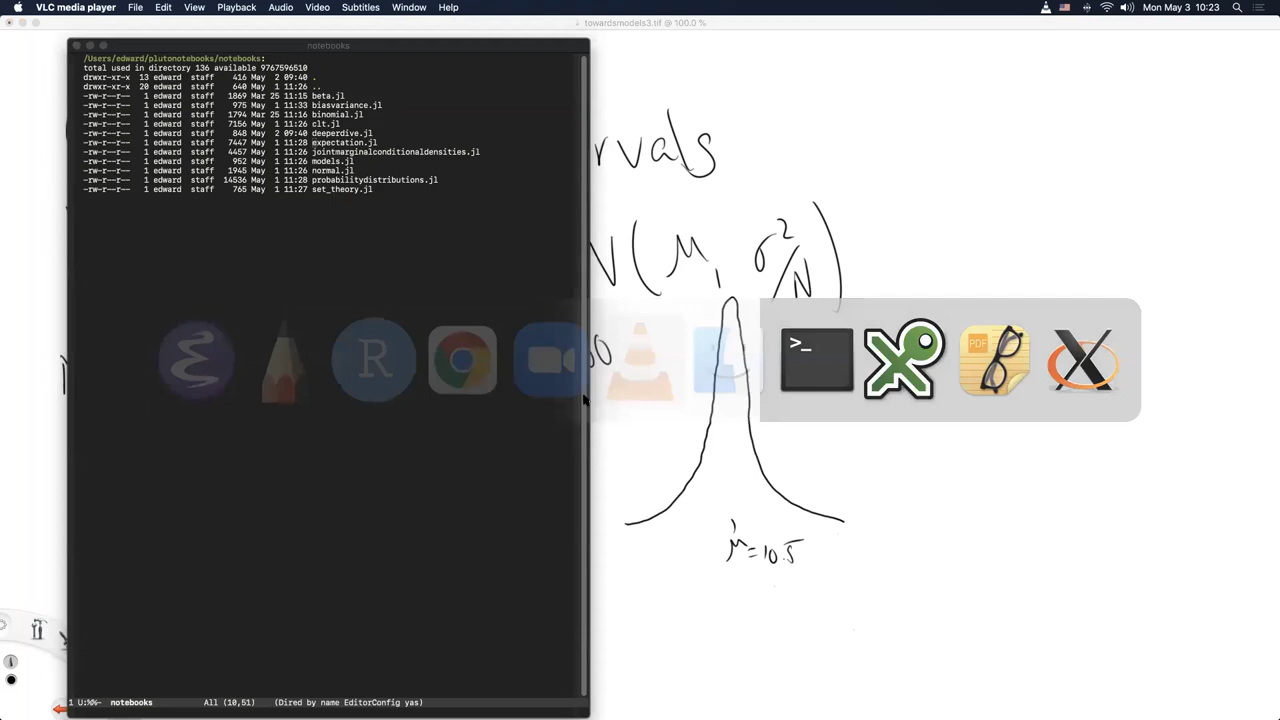 VLC media player File Edit View Playback Audio Video Subtitles Window Help Mon May 3 10:23
towardsmodels3.tif @ 100.0 %
notebooks
/Users/edward/plutonotebooks/notebooks:
total used in directory 136 available 9767596510
drwxr-xr-x 13 edward staff 416 May 2 09:40 .
drwxr-xr-x 20 edward staff 640 May 1 11:26 ..
-rw-r--r-- 1 edward staff 1869 Mar 25 11:15 beta.jl
-rw-r--r-- 1 edward staff 975 May 1 11:33 biasvariance.jl
-rw-r--r-- 1 edward staff 1794 Mar 25 11:16 binomial.jl
-rw-r--r-- 1 edward staff 7156 May 1 11:26 clt.jl
-rw-r--r-- 1 edward staff 848 May 2 09:40 deeperdive.jl
-rw-r--r-- 1 edward staff 7447 May 1 11:28 expectation.jl
-rw-r--r-- 1 edward staff 4457 May 1 11:26 jointmarginalconditionaldensities.jl
-rw-r--r-- 1 edward staff 952 May 1 11:26 models.jl
-rw-r--r-- 1 edward staff 1945 May 1 11:26 normal.jl
-rw-r--r-- 1 edward staff 14536 May 1 11:28 probabilitydistributions.jl
-rw-r--r-- 1 edward staff 765 May 1 11:27 set_theory.jl
rvals
N(μ, σ²/N)
R
>_
PDF
X
μ=10.5
1 U:%%- notebooks All (10,51) (Dired by name EditorConfig yas)